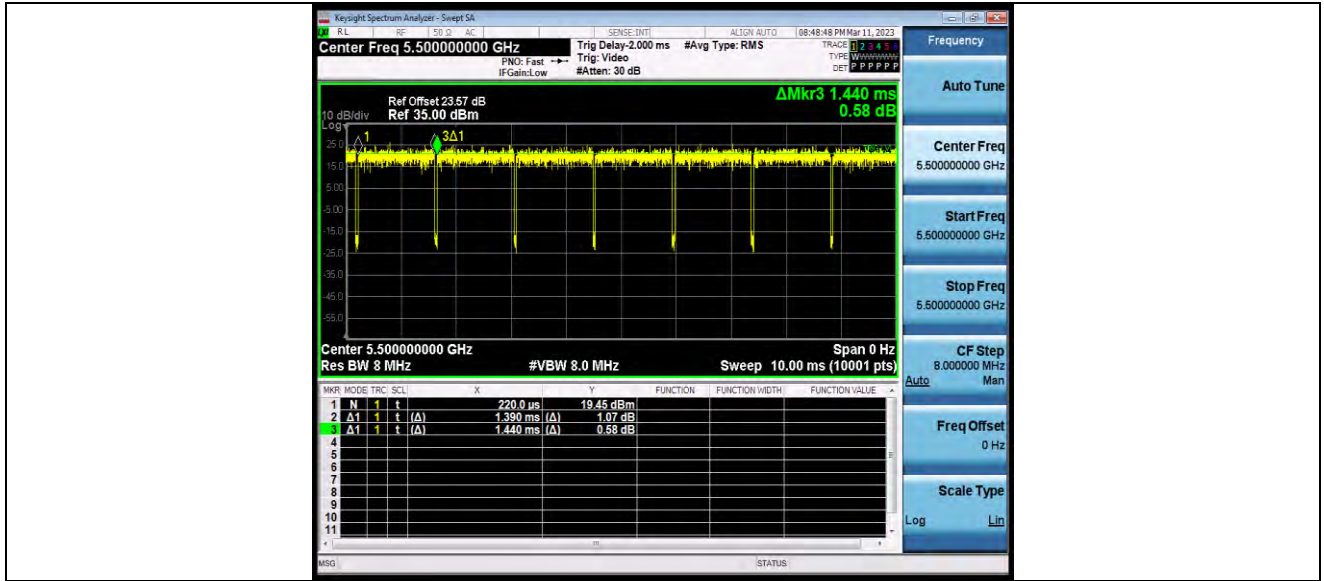 Keysight Spectrum Analyzer - Swept SA
RL RF 50 Ω AC SENSE:INT ALIGN AUTO 08:48:48 PM Mar 11, 2023
Center Freq 5.500000000 GHz Trig Delay-2.000 ms #Avg Type: RMS TRACE 1 2 3 4 5 6 Frequency
PNO: Fast Trig: Video TYPE WWWWWW
IFGain:Low #Atten: 30 dB DET P P P P P P
Auto Tune
ΔMkr3 1.440 ms
Ref Offset 23.57 dB
10 dB/div Ref 35.00 dBm 0.58 dB
Log
1 3Δ1
25.0
15.0
5.00
-5.00
-15.0
-25.0
-35.0
-45.0
-55.0
Center Freq
5.500000000 GHz
Start Freq
5.500000000 GHz
Stop Freq
5.500000000 GHz
Center 5.500000000 GHz Span 0 Hz
Res BW 8 MHz #VBW 8.0 MHz Sweep 10.00 ms (10001 pts)
CF Step
8.000000 MHz
Auto Man
MKR MODE TRC SCL X Y FUNCTION FUNCTION WIDTH FUNCTION VALUE
1 N 1 t 220.0 µs 19.45 dBm
2 Δ1 1 t (Δ) 1.390 ms (Δ) 1.07 dB
3 Δ1 1 t (Δ) 1.440 ms (Δ) 0.58 dB
4
5
6
7
8
9
10
11
Freq Offset
0 Hz
Scale Type
Log Lin
MSG STATUS